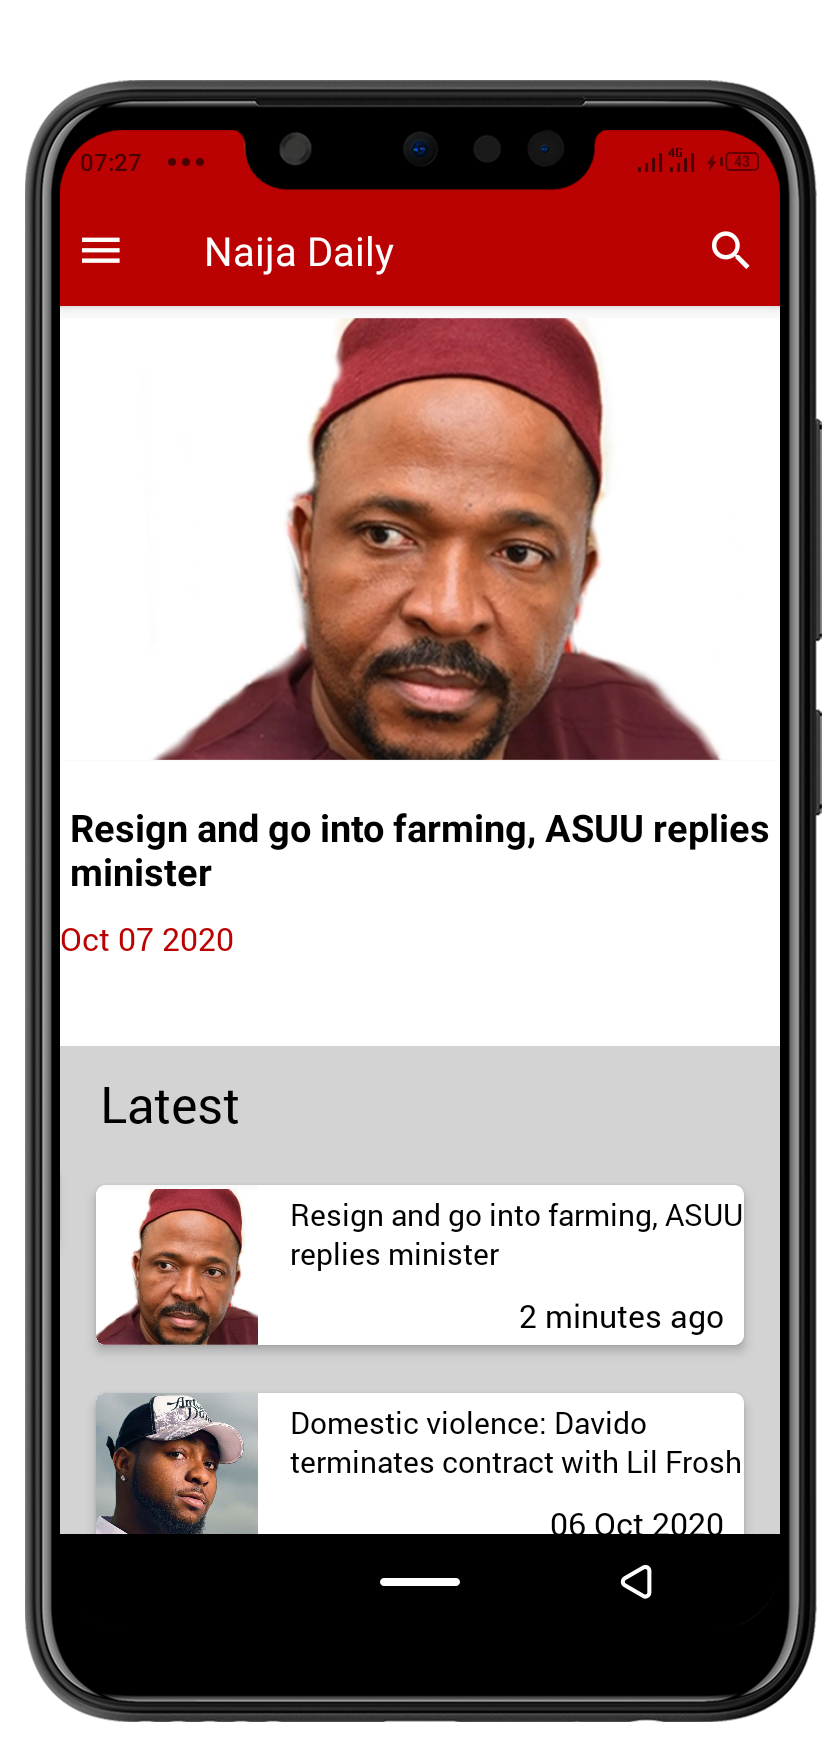 07:27
4G
43
Naija Daily
Resign and go into farming, ASUU replies
minister
Oct 07 2020
Latest
Resign and go into farming, ASUU
replies minister
2 minutes ago
Domestic violence: Davido
terminates contract with Lil Frosh
06 Oct 2020